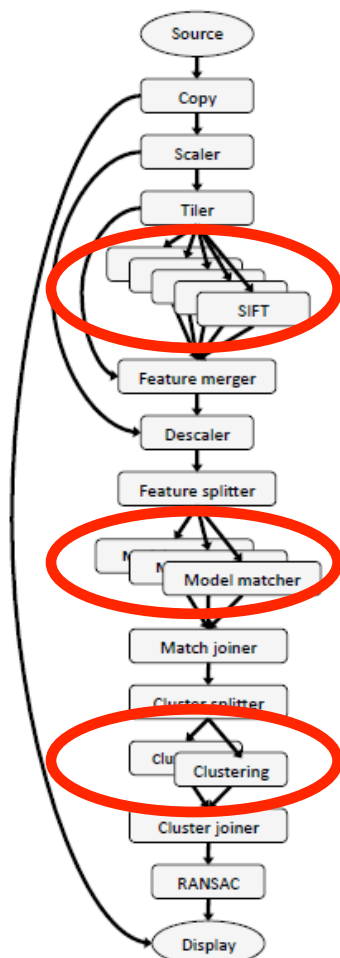 Source
Copy
Scaler
Tiler
SIFT
Feature merger
Descaler
Feature splitter
Model matcher
Match joiner
Cluster splitter
Clustering
Cluster joiner
RANSAC
Display